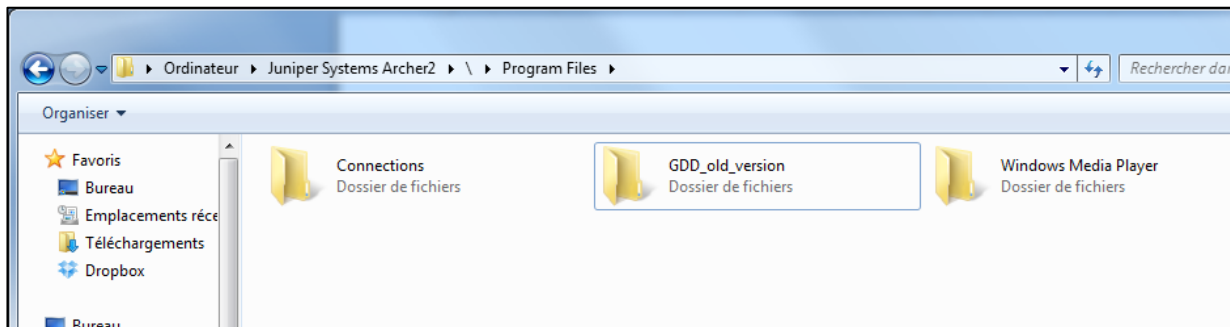 Ordinateur ▸ Juniper Systems Archer2 ▸ \ ▸ Program Files ▸
Rechercher dan
Organiser
Favoris
Bureau
Emplacements réce
Téléchargements
Dropbox
Bureau
Connections
Dossier de fichiers
GDD_old_version
Dossier de fichiers
Windows Media Player
Dossier de fichiers